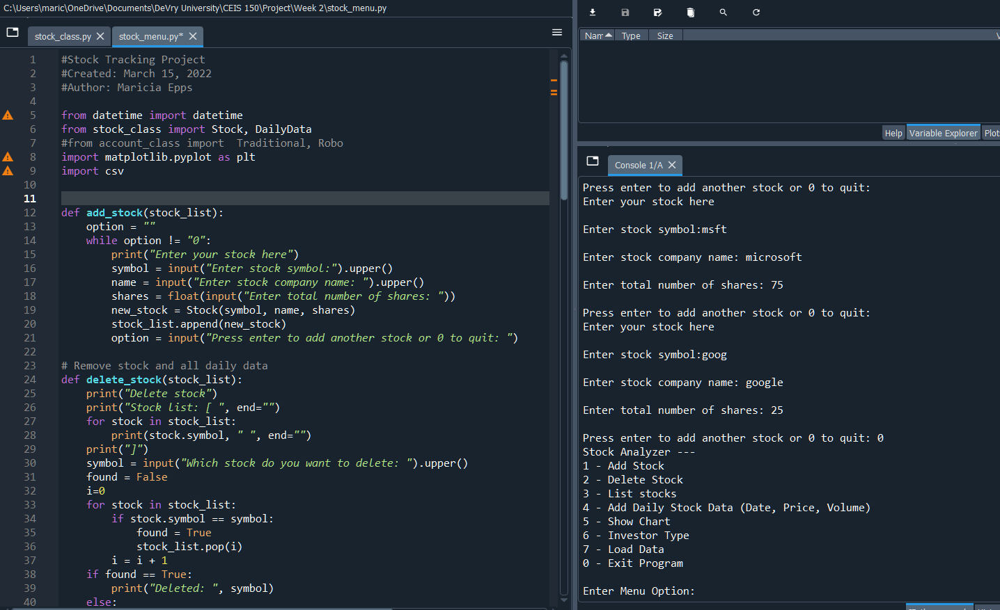 C:\Users\maric\OneDrive\Documents\DeVry University\CEIS 150\Project\Week 2\stock_menu.py
stock_class.py
stock_menu.py*
1 #Stock Tracking Project
2 #Created: March 15, 2022
3 #Author: Maricia Epps
4
5 from datetime import datetime
6 from stock_class import Stock, DailyData
7 #from account_class import  Traditional, Robo
8 import matplotlib.pyplot as plt
9 import csv
10
11
12 def add_stock(stock_list):
13     option = ""
14     while option != "0":
15         print("Enter your stock here")
16         symbol = input("Enter stock symbol:").upper()
17         name = input("Enter stock company name: ").upper()
18         shares = float(input("Enter total number of shares: "))
19         new_stock = Stock(symbol, name, shares)
20         stock_list.append(new_stock)
21         option = input("Press enter to add another stock or 0 to quit: ")
22
23 # Remove stock and all daily data
24 def delete_stock(stock_list):
25     print("Delete stock")
26     print("Stock list: [ ", end="")
27     for stock in stock_list:
28         print(stock.symbol, " ", end="")
29     print("]")
30     symbol = input("Which stock do you want to delete: ").upper()
31     found = False
32     i=0
33     for stock in stock_list:
34         if stock.symbol == symbol:
35             found = True
36             stock_list.pop(i)
37         i = i + 1
38     if found == True:
39         print("Deleted: ", symbol)
40     else:
Nam Type Size
Help Variable Explorer Plot
Console 1/A
Press enter to add another stock or 0 to quit:
Enter your stock here
Enter stock symbol:msft
Enter stock company name: microsoft
Enter total number of shares: 75
Press enter to add another stock or 0 to quit:
Enter your stock here
Enter stock symbol:goog
Enter stock company name: google
Enter total number of shares: 25
Press enter to add another stock or 0 to quit: 0
Stock Analyzer ---
1 - Add Stock
2 - Delete Stock
3 - List stocks
4 - Add Daily Stock Data (Date, Price, Volume)
5 - Show Chart
6 - Investor Type
7 - Load Data
0 - Exit Program
Enter Menu Option: